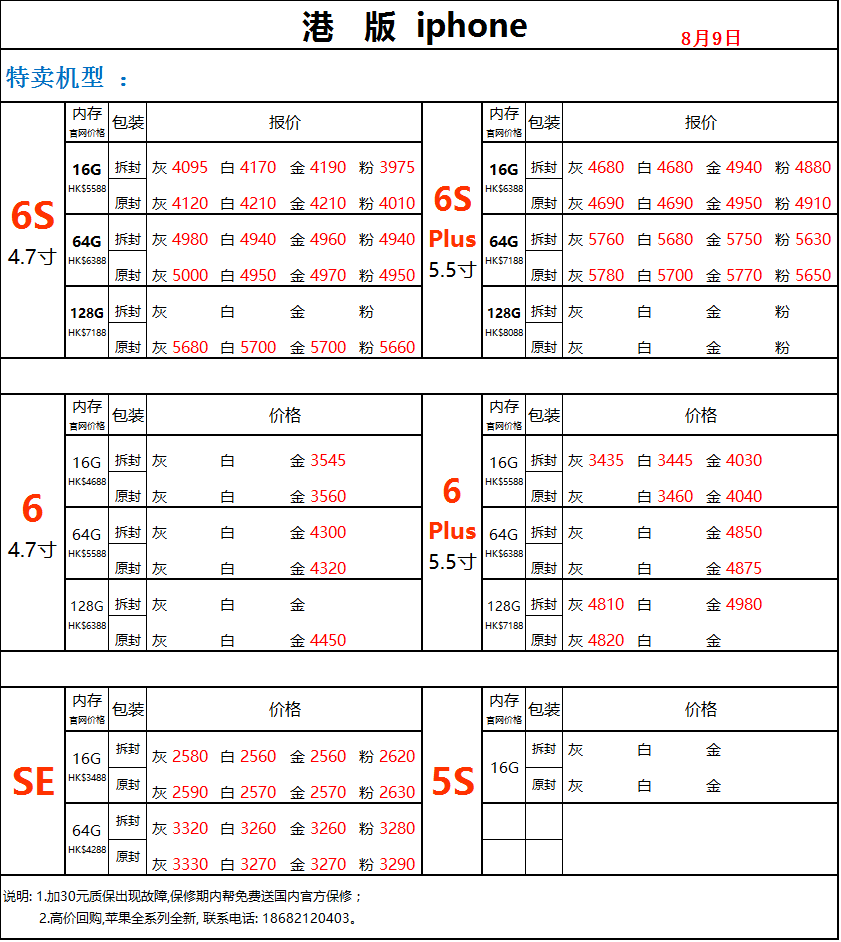 港 版 iphone
8月9日
特卖机型 ：
内存 官网价格 包装 报价 内存 官网价格 包装 报价
6S 4.7寸
16G HK$5588
拆封 灰 4095 白 4170 金 4190 粉 3975
原封 灰 4120 白 4210 金 4210 粉 4010
64G HK$6388
拆封 灰 4980 白 4940 金 4960 粉 4940
原封 灰 5000 白 4950 金 4970 粉 4950
128G HK$7188
拆封 灰 白 金 粉
原封 灰 5680 白 5700 金 5700 粉 5660
6S Plus 5.5寸
16G HK$6388
拆封 灰 4680 白 4680 金 4940 粉 4880
原封 灰 4690 白 4690 金 4950 粉 4910
64G HK$7188
拆封 灰 5760 白 5680 金 5750 粉 5630
原封 灰 5780 白 5700 金 5770 粉 5650
128G HK$8088
拆封 灰 白 金 粉
原封 灰 白 金 粉
内存 官网价格 包装 价格 内存 官网价格 包装 价格
6 4.7寸
16G HK$4688
拆封 灰 白 金 3545
原封 灰 白 金 3560
64G HK$5588
拆封 灰 白 金 4300
原封 灰 白 金 4320
128G HK$6388
拆封 灰 白 金
原封 灰 白 金 4450
6 Plus 5.5寸
16G HK$5588
拆封 灰 3435 白 3445 金 4030
原封 灰 白 3460 金 4040
64G HK$6388
拆封 灰 白 金 4850
原封 灰 白 金 4875
128G HK$7188
拆封 灰 4810 白 金 4980
原封 灰 4820 白 金
内存 官网价格 包装 价格 内存 官网价格 包装 价格
SE
16G HK$3488
拆封 灰 2580 白 2560 金 2560 粉 2620
原封 灰 2590 白 2570 金 2570 粉 2630
64G HK$4288
拆封 灰 3320 白 3260 金 3260 粉 3280
原封 灰 3330 白 3270 金 3270 粉 3290
5S
16G
拆封 灰 白 金
原封 灰 白 金
说明: 1.加30元质保出现故障,保修期内帮免费送国内官方保修；
2.高价回购,苹果全系列全新, 联系电话: 18682120403。